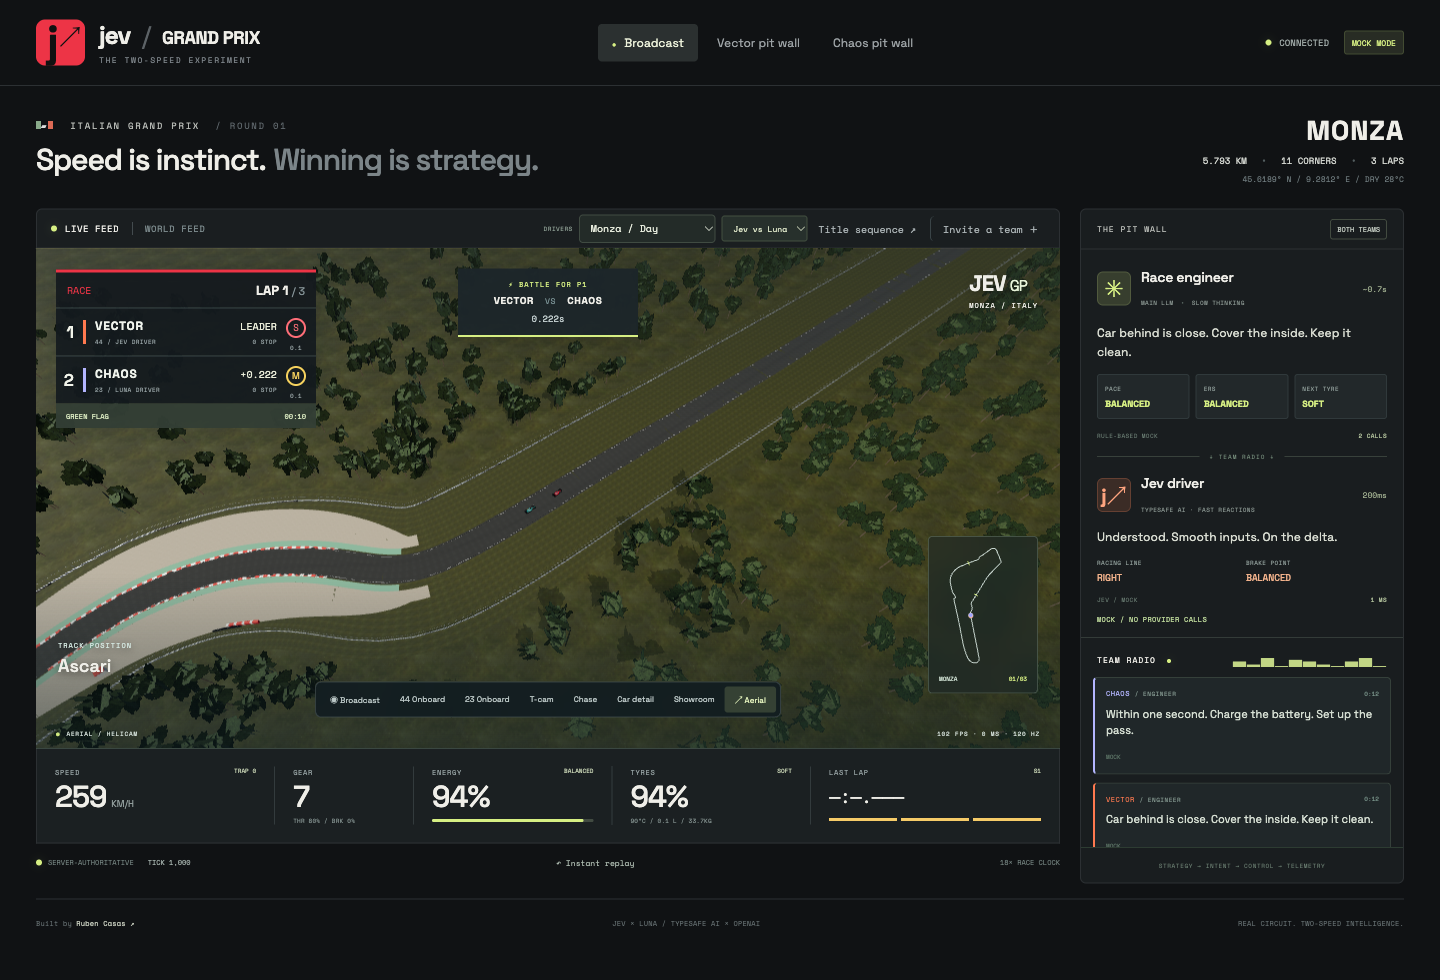 jev / GRAND PRIX
THE TWO-SPEED EXPERIMENT
Broadcast
Vector pit wall
Chaos pit wall
CONNECTED
MOCK MODE
ITALIAN GRAND PRIX / ROUND 01
Speed is instinct. Winning is strategy.
MONZA
5.793 KM · 11 CORNERS · 3 LAPS
45.6189° N / 9.2812° E / DRY 28°C
LIVE FEED
WORLD FEED
DRIVERS
Monza / Day
Jev vs Luna
Title sequence ↗
Invite a team +
RACE
LAP 1 / 3
1 VECTOR LEADER S
44 / JEV DRIVER 0 STOP 0.1
2 CHAOS +0.222 M
23 / LUNA DRIVER 0 STOP 0.1
GREEN FLAG 00:10
⚡ BATTLE FOR P1
VECTOR VS CHAOS
0.222s
JEV GP
MONZA / ITALY
TRACK POSITION
Ascari
MONZA 01/03
Broadcast
44 Onboard
23 Onboard
T-cam
Chase
Car detail
Showroom
Aerial
AERIAL / HELICAM
102 FPS · 0 MS · 120 HZ
SPEED TRAP 0
259 KM/H
GEAR
7
THR 80% / BRK 0%
ENERGY BALANCED
94%
TYRES SOFT
94%
90°C / 0.1 L / 33.7KG
LAST LAP S1
—:—.———
SERVER-AUTHORITATIVE TICK 1,000
↶ Instant replay
18× RACE CLOCK
THE PIT WALL
BOTH TEAMS
Race engineer
MAIN LLM · SLOW THINKING
~0.7s
Car behind is close. Cover the inside. Keep it
clean.
PACE
BALANCED
ERS
BALANCED
NEXT TYRE
SOFT
RULE-BASED MOCK 2 CALLS
↓ TEAM RADIO ↓
j
Jev driver
TYPESAFE AI · FAST REACTIONS
200ms
Understood. Smooth inputs. On the delta.
RACING LINE
RIGHT
BRAKE POINT
BALANCED
JEV / MOCK 1 MS
MOCK / NO PROVIDER CALLS
TEAM RADIO
CHAOS / ENGINEER 0:12
Within one second. Charge the battery. Set up the
pass.
MOCK
VECTOR / ENGINEER 0:12
Car behind is close. Cover the inside. Keep it clean.
MOCK
STRATEGY → INTENT → CONTROL → TELEMETRY
Built by Ruben Casas ↗
JEV × LUNA / TYPESAFE AI × OPENAI
REAL CIRCUIT. TWO-SPEED INTELLIGENCE.